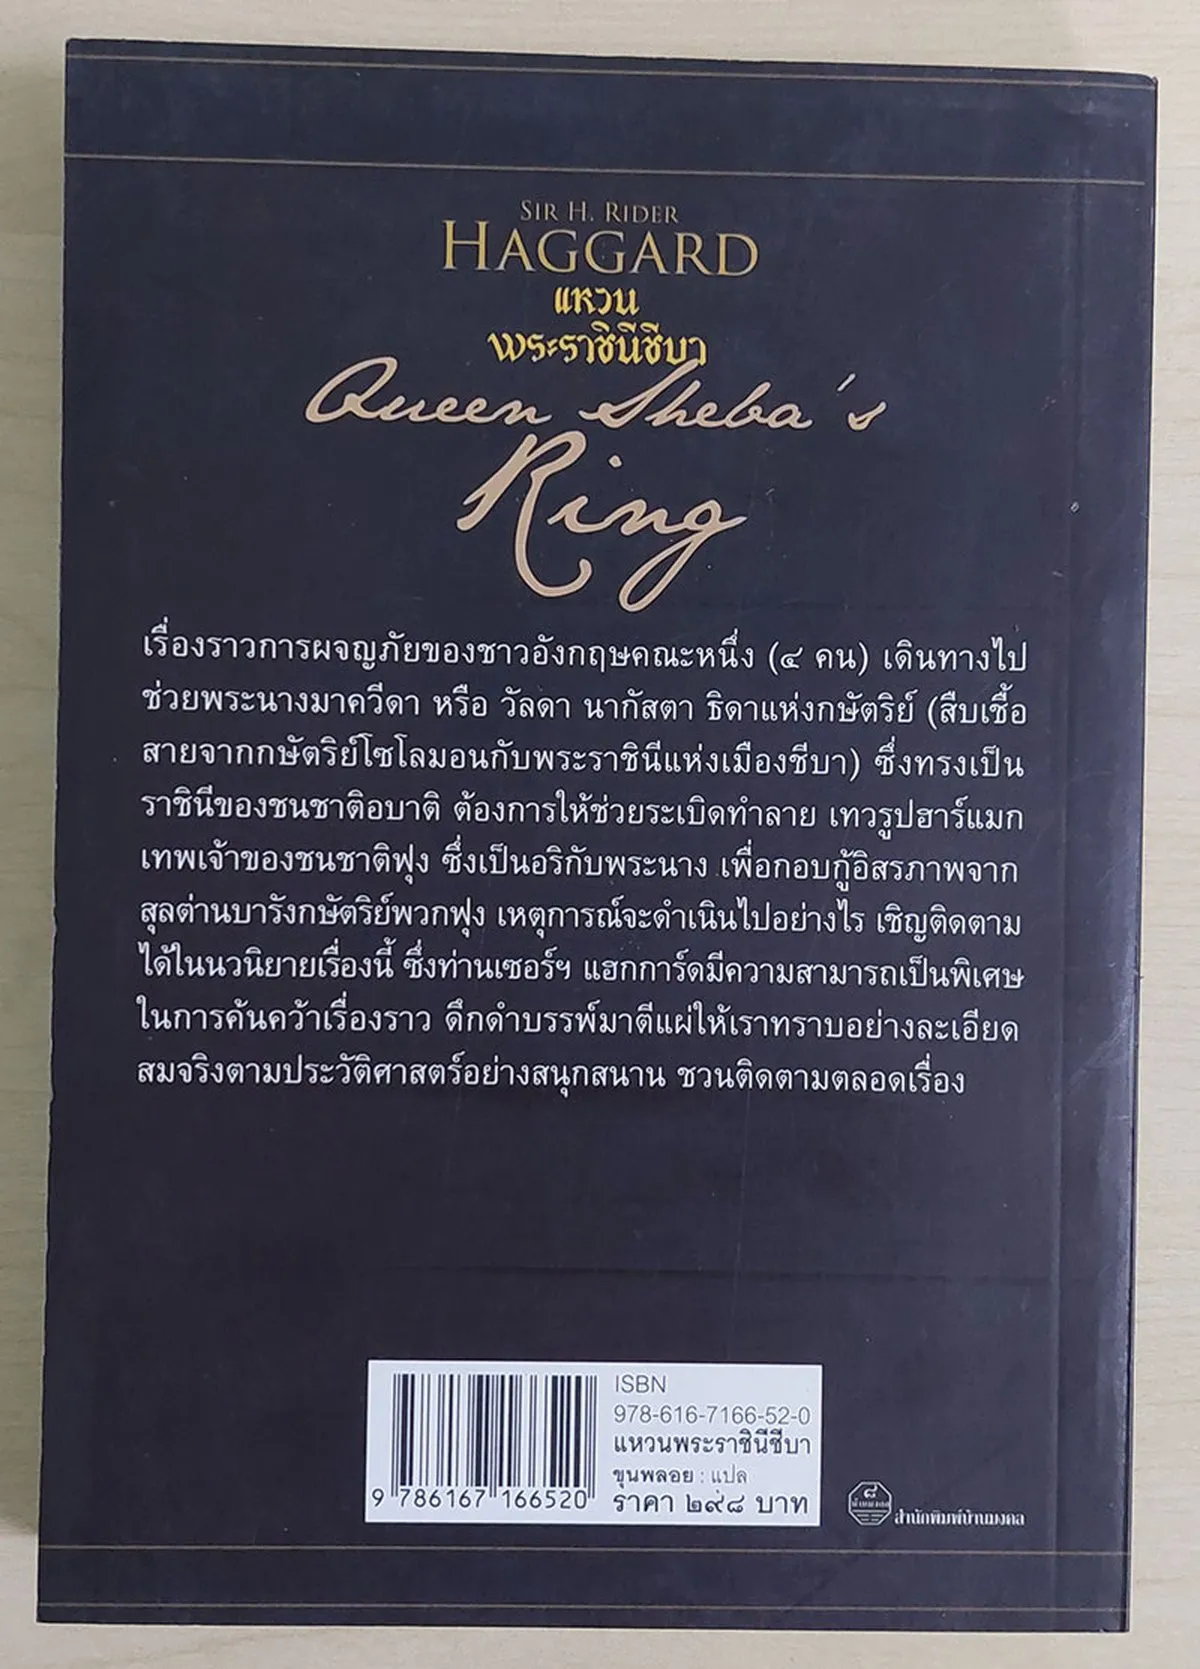 SIR H. RIDER
HAGGARD
แหวน
พระราชินีชีบา
Queen Sheba's
Ring
เรื่องราวการผจญภัยของชาวอังกฤษคณะหนึ่ง (๔ คน) เดินทางไป
ช่วยพระนางมาควีดา หรือ วัลดา นากัสตา ธิดาแห่งกษัตริย์ (สืบเชื้อ
สายจากกษัตริย์โซโลมอนกับพระราชินีแห่งเมืองชีบา) ซึ่งทรงเป็น
ราชินีของชนชาติอบาติ ต้องการให้ช่วยระเบิดทำลาย เทวรูปฮาร์แมก
เทพเจ้าของชนชาติฟุง ซึ่งเป็นอริกับพระนาง เพื่อกอบกู้อิสรภาพจาก
สุลต่านบารังกษัตริย์พวกฟุง เหตุการณ์จะดำเนินไปอย่างไร เชิญติดตาม
ได้ในนวนิยายเรื่องนี้ ซึ่งท่านเซอร์ฯ แฮกการ์ดมีความสามารถเป็นพิเศษ
ในการค้นคว้าเรื่องราว ดึกดำบรรพ์มาตีแผ่ให้เราทราบอย่างละเอียด
สมจริงตามประวัติศาสตร์อย่างสนุกสนาน ชวนติดตามตลอดเรื่อง
ISBN
978-616-7166-52-0
แหวนพระราชินีชีบา
ขุนพลอย : แปล
ราคา ๒๙๘ บาท
9 786167 166520
๘
บ้านมงคล
สำนักพิมพ์บ้านมงคล